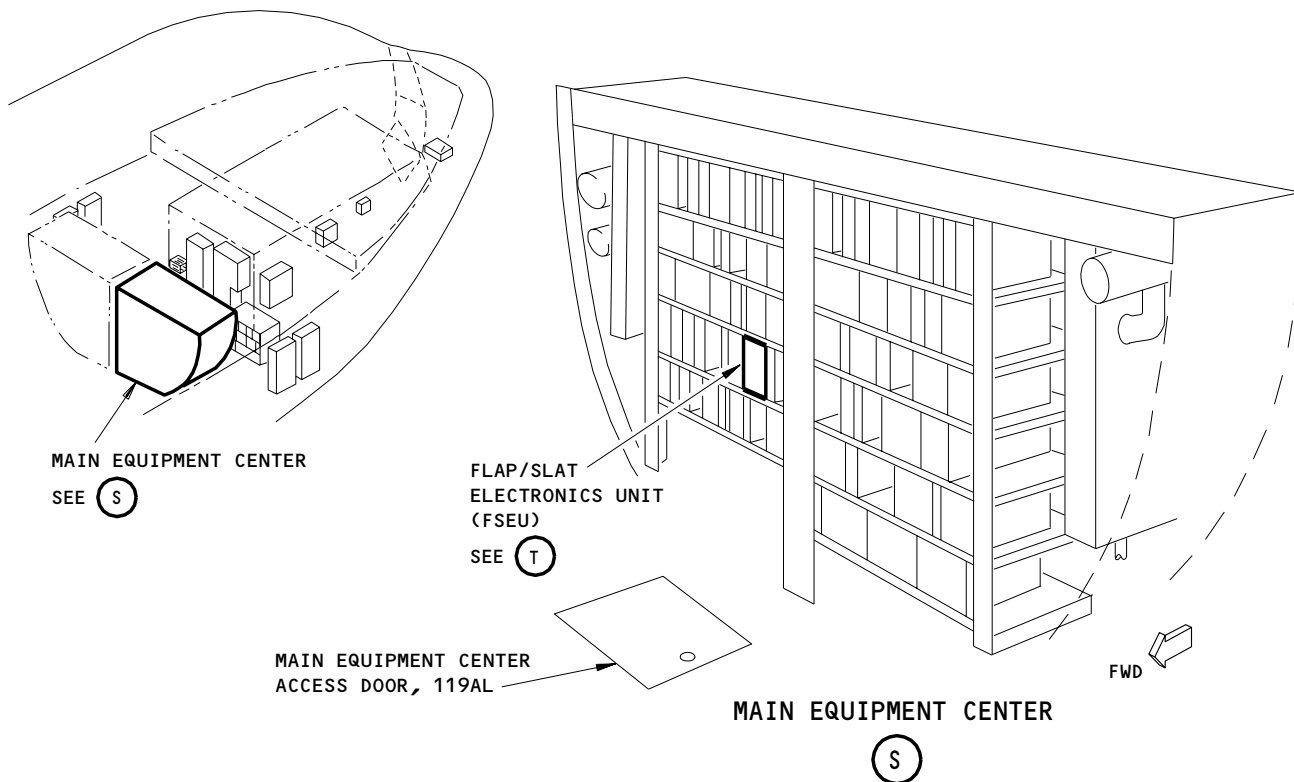 MAIN EQUIPMENT CENTER
SEE S
FLAP/SLAT
ELECTRONICS UNIT
(FSEU)
SEE T
MAIN EQUIPMENT CENTER
ACCESS DOOR, 119AL
FWD
MAIN EQUIPMENT CENTER
S